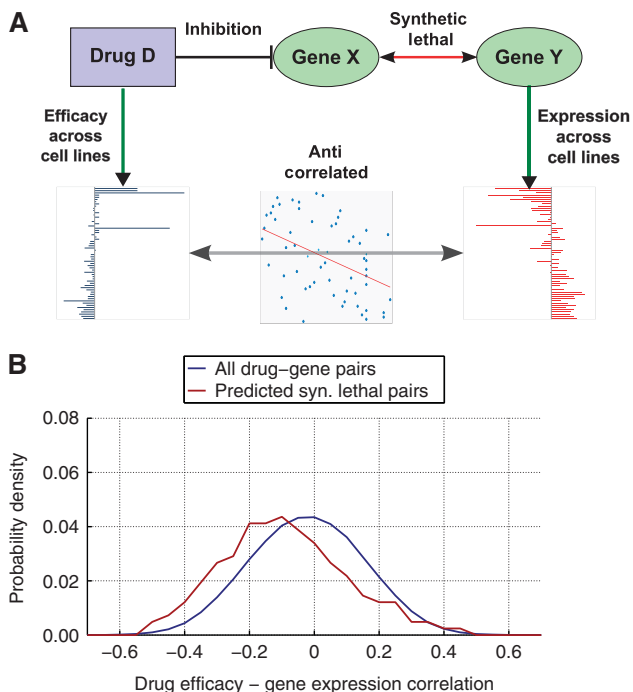 A
Drug D
Inhibition
Gene X
Synthetic
lethal
Gene Y
Efficacy
across
cell lines
Anti
correlated
Expression
across
cell lines
B
All drug–gene pairs
Predicted syn. lethal pairs
Probability density
0.08
0.06
0.04
0.02
0.00
−0.6
−0.4
−0.2
0
0.2
0.4
0.6
Drug efficacy – gene expression correlation